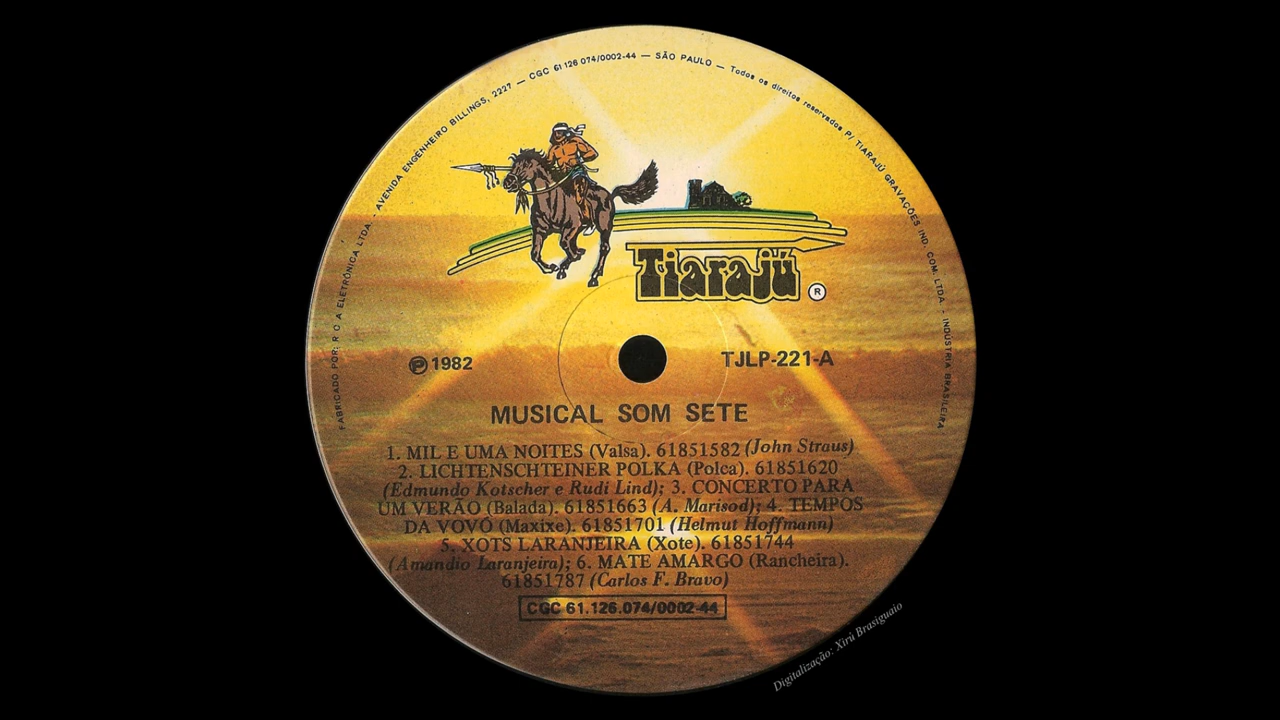 FABRICADO POR: R C A ELETRÔNICA LTDA. - AVENIDA ENGENHEIRO BILLINGS, 2227 — CGC 61 126 074/0002-44 — SÃO PAULO — Todos os direitos reservados P/ TIARAJÚ GRAVAÇÕES IND. COM. LTDA. - INDÚSTRIA BRASILEIRA.
Tiarajú ®
℗ 1982
TJLP-221-A
MUSICAL SOM SETE
1. MIL E UMA NOITES (Valsa). 61851582 (John Straus)
2. LICHTENSCHTEINER POLKA (Polca). 61851620
(Edmundo Kotscher e Rudi Lind); 3. CONCERTO PARA
UM VERÃO (Balada). 61851663 (A. Marisod); 4. TEMPOS
DA VOVÓ (Maxixe). 61851701 (Helmut Hoffmann)
5. XOTS LARANJEIRA (Xote). 61851744
(Amandio Laranjeira); 6. MATE AMARGO (Rancheira).
61851787 (Carlos F. Bravo)
CGC 61.126.074/0002-44
Digitalização: Xirú Brasiguaio